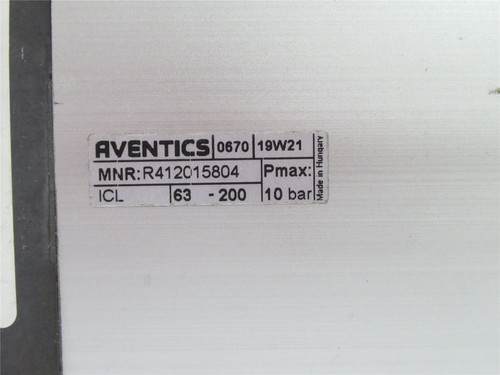 AVENTICS 0670 19W21
MNR: R412015804 Pmax:
ICL 63 - 200 10 bar
Made in Hungary